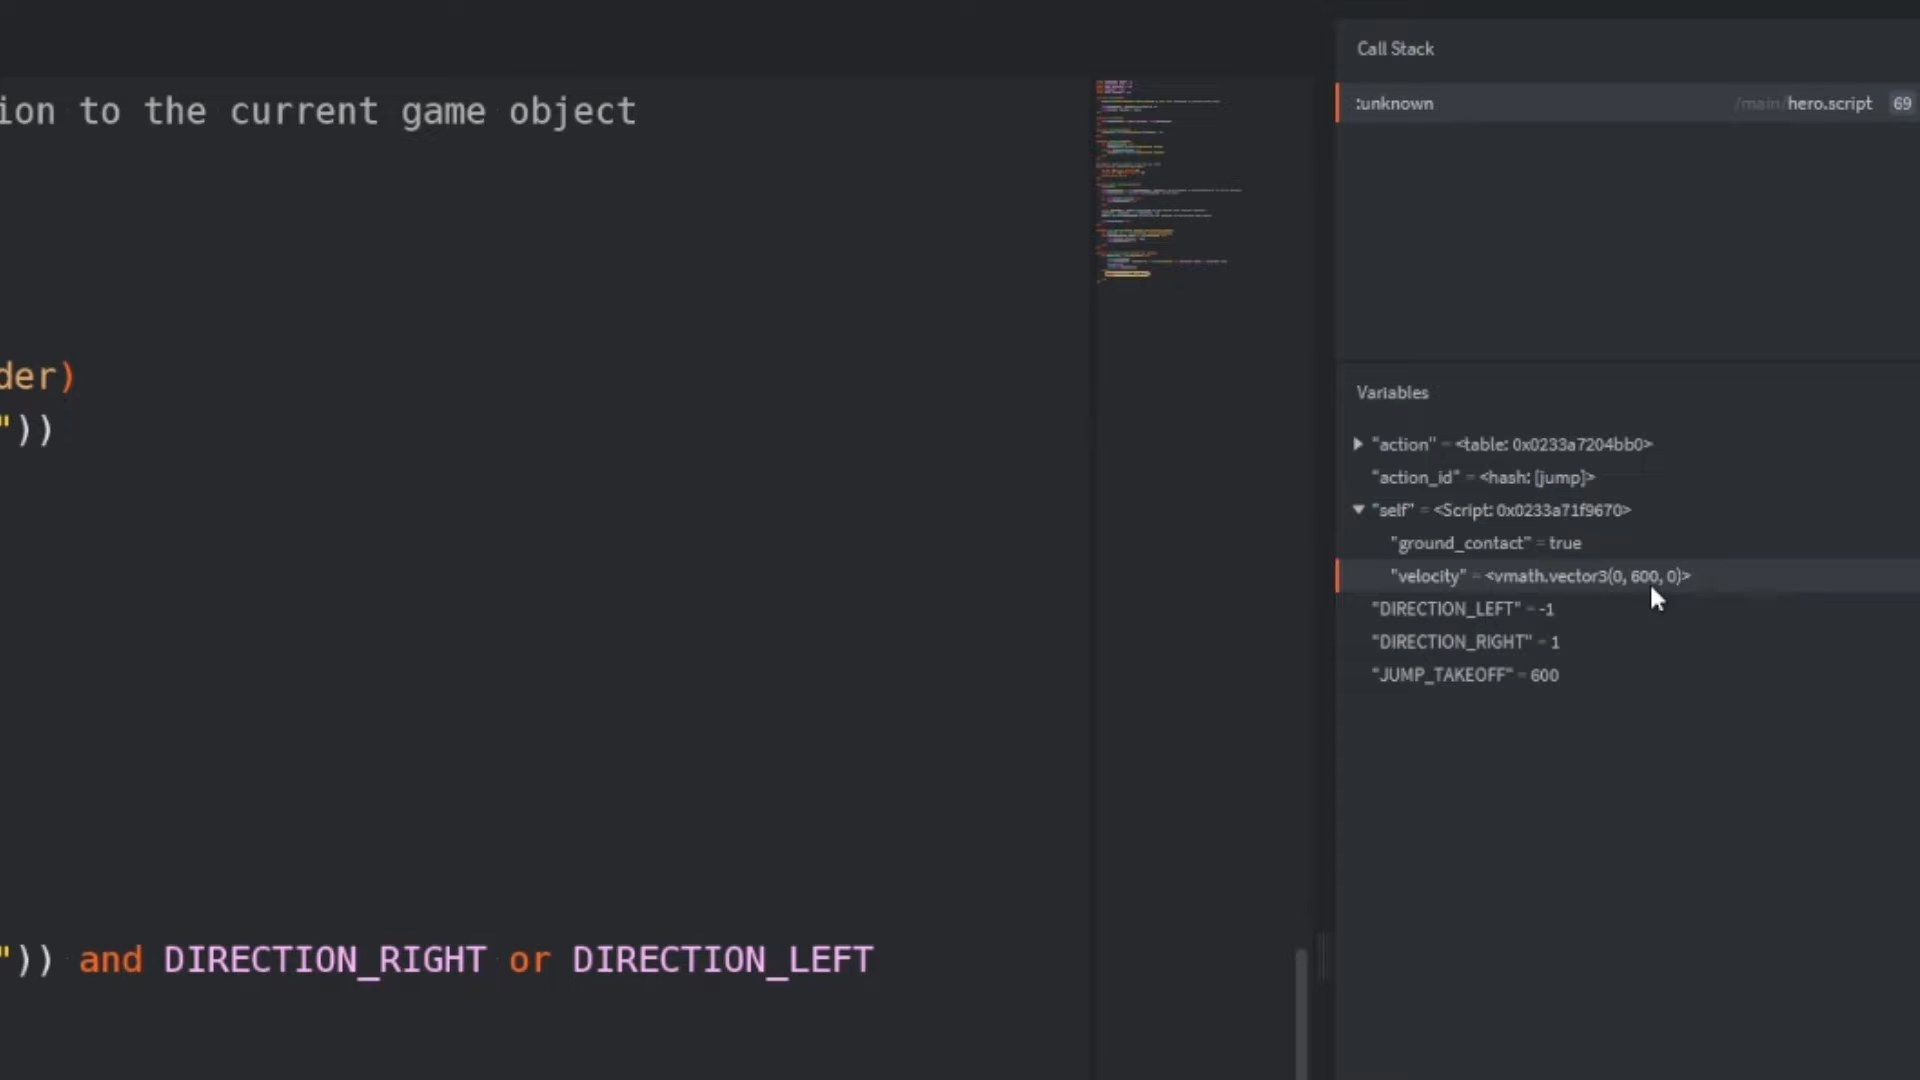 ion to the current game object
der)
"))
")) and DIRECTION_RIGHT or DIRECTION_LEFT
Call Stack
:unknown /main/hero.script 69
Variables
"action" = <table: 0x0233a7204bb0>
"action_id" = <hash: [jump]>
"self" = <Script: 0x0233a71f9670>
"ground_contact" = true
"velocity" = <vmath.vector3(0, 600, 0)>
"DIRECTION_LEFT" = -1
"DIRECTION_RIGHT" = 1
"JUMP_TAKEOFF" = 600